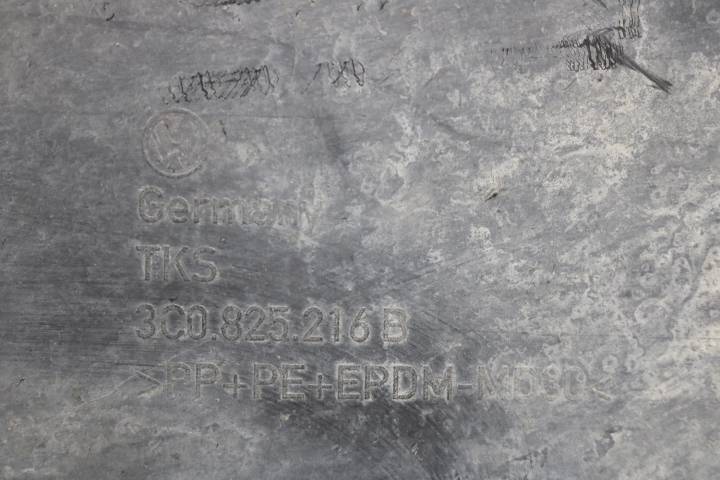 Germany
TKS
3C0.825.216 B
>PP+PE+EPDM-MD30<